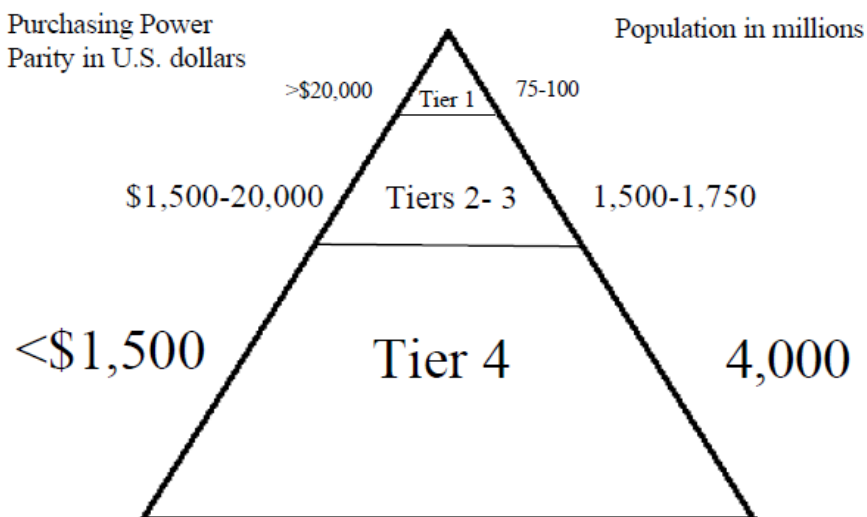 Purchasing Power
Parity in U.S. dollars
Population in millions
>$20,000
Tier 1
75-100
$1,500-20,000
Tiers 2- 3
1,500-1,750
<$1,500
Tier 4
4,000